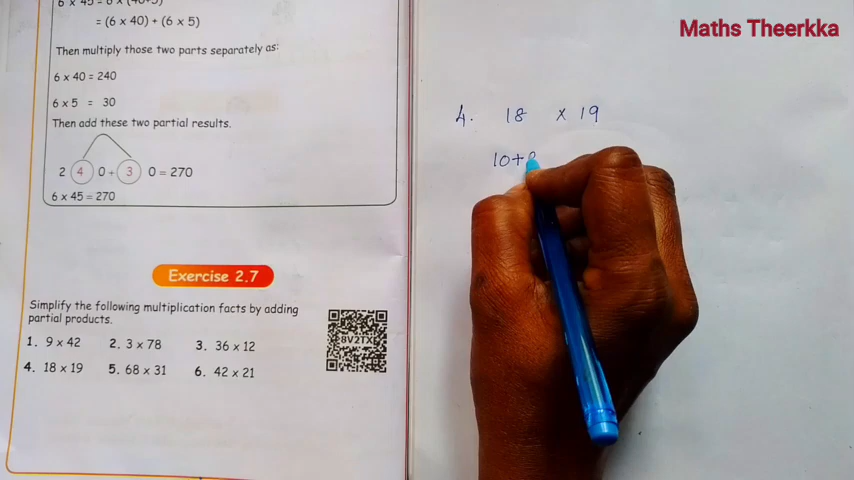 Maths Theerkka
= (6 x 40) + (6 x 5)
Then multiply those two parts separately as:
6 x 40 = 240
6 x 5 = 30
Then add these two partial results.
2 4 0 + 3 0 = 270
6 x 45 = 270
Exercise 2.7
Simplify the following multiplication facts by adding
partial products.
1. 9 x 42 2. 3 x 78 3. 36 x 12
4. 18 x 19 5. 68 x 31 6. 42 x 21
8V2TXF
4. 18 x 19
10+